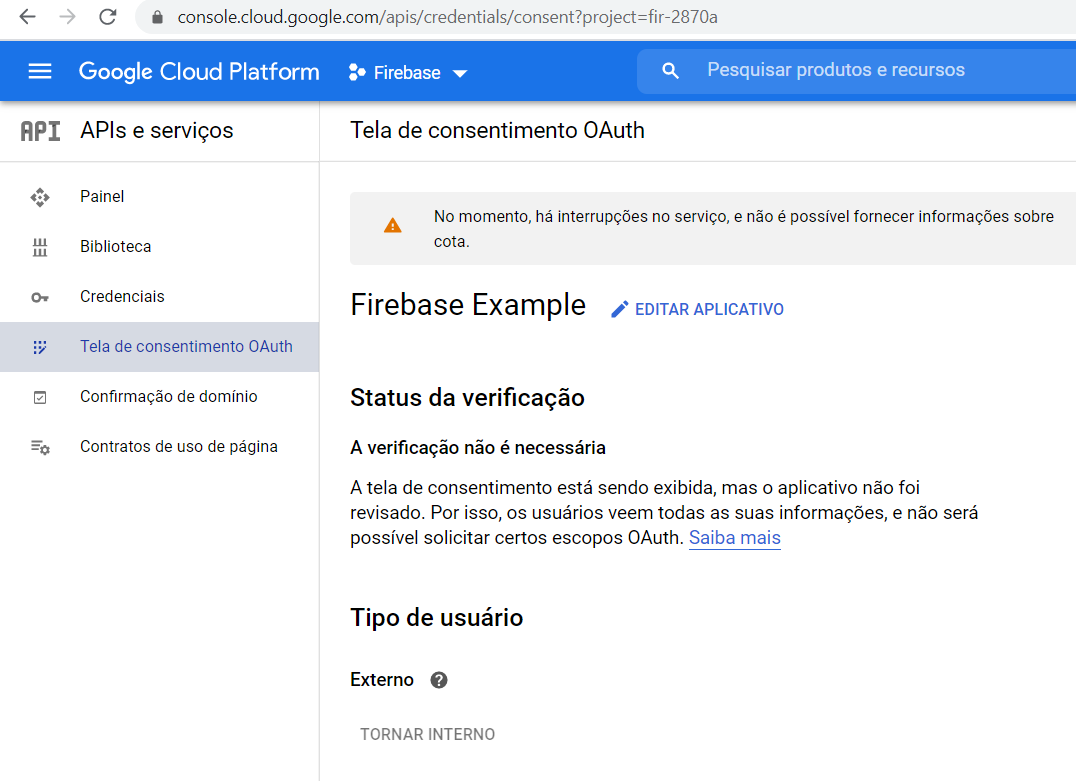 console.cloud.google.com/apis/credentials/consent?project=fir-2870a
Google Cloud Platform
Firebase
Pesquisar produtos e recursos
API APIs e serviços
Tela de consentimento OAuth
Painel
Biblioteca
Credenciais
Tela de consentimento OAuth
Confirmação de domínio
Contratos de uso de página
No momento, há interrupções no serviço, e não é possível fornecer informações sobre
cota.
Firebase Example
EDITAR APLICATIVO
Status da verificação
A verificação não é necessária
A tela de consentimento está sendo exibida, mas o aplicativo não foi
revisado. Por isso, os usuários veem todas as suas informações, e não será
possível solicitar certos escopos OAuth. Saiba mais
Tipo de usuário
Externo
TORNAR INTERNO